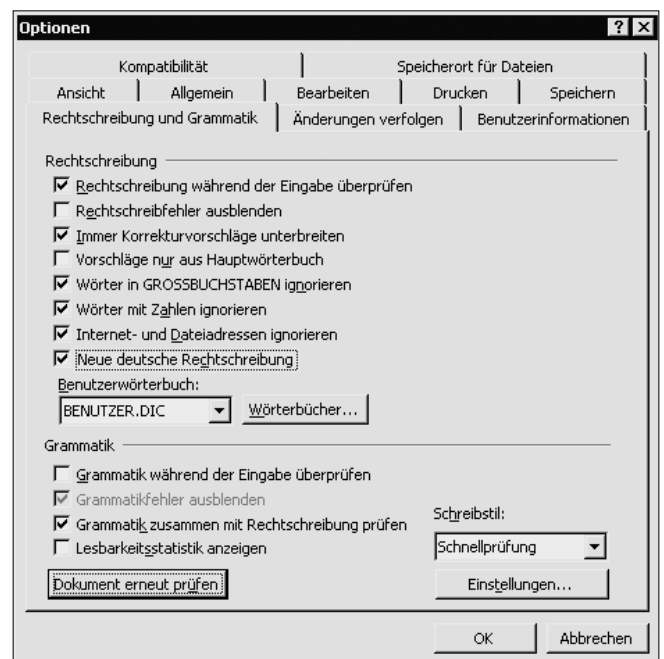 Optionen
Kompatibilität Speicherort für Dateien
Ansicht Allgemein Bearbeiten Drucken Speichern
Rechtschreibung und Grammatik Änderungen verfolgen Benutzerinformationen
Rechtschreibung
Rechtschreibung während der Eingabe überprüfen
Rechtschreibfehler ausblenden
Immer Korrekturvorschläge unterbreiten
Vorschläge nur aus Hauptwörterbuch
Wörter in GROSSBUCHSTABEN ignorieren
Wörter mit Zahlen ignorieren
Internet- und Dateiadressen ignorieren
Neue deutsche Rechtschreibung
Benutzerwörterbuch:
BENUTZER.DIC Wörterbücher...
Grammatik
Grammatik während der Eingabe überprüfen
Grammatikfehler ausblenden
Grammatik zusammen mit Rechtschreibung prüfen
Schreibstil:
Lesbarkeitsstatistik anzeigen
Schnellprüfung
Dokument erneut prüfen Einstellungen...
OK Abbrechen